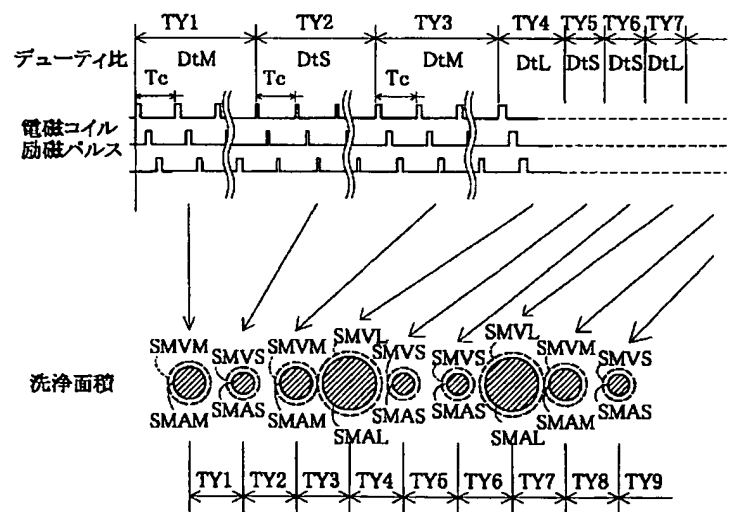 TY1 TY2 TY3 TY4 TY5 TY6 TY7
デューティ比 DtM DtS DtM DtL DtS DtS DtL
Tc Tc Tc
電磁コイル
励磁パルス
SMVM SMVS SMVM SMVL SMVS SMVS SMVL SMVM SMVS
洗浄面積
SMAM SMAS SMAM SMAL SMAS SMAS SMAL SMAM SMAS
TY1 TY2 TY3 TY4 TY5 TY6 TY7 TY8 TY9